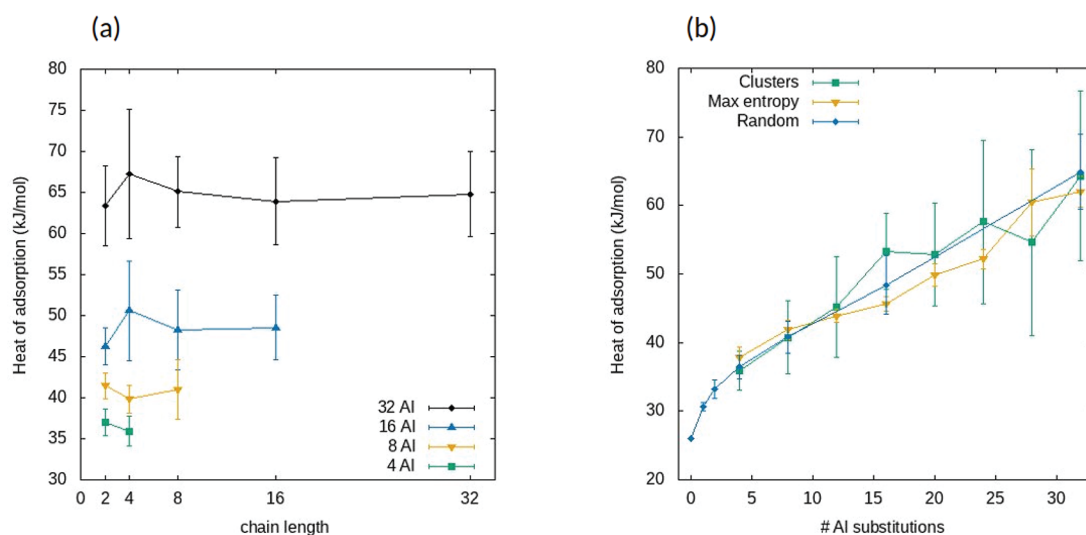 (a)
80
75
70
65
60
55
50
45
40
35
30
Heat of adsorption (kJ/mol)
32 Al
16 Al
8 Al
4 Al
0 2 4 8 16 32
chain length
(b)
80
70
60
50
40
30
20
Heat of adsorption (kJ/mol)
Clusters
Max entropy
Random
0 5 10 15 20 25 30
# Al substitutions